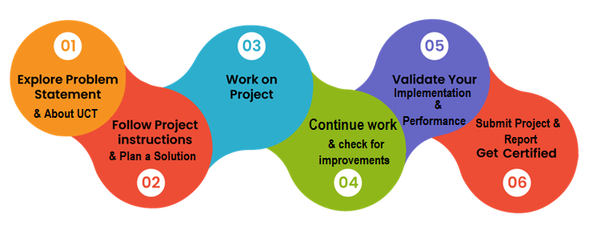 01
Explore Problem
Statement
& About UCT
Follow Project
instructions
& Plan a Solution
02
03
Work on
Project
Continue work
& check for
improvements
04
05
Validate Your
Implementation
&
Performance
Submit Project &
Report
Get Certified
06